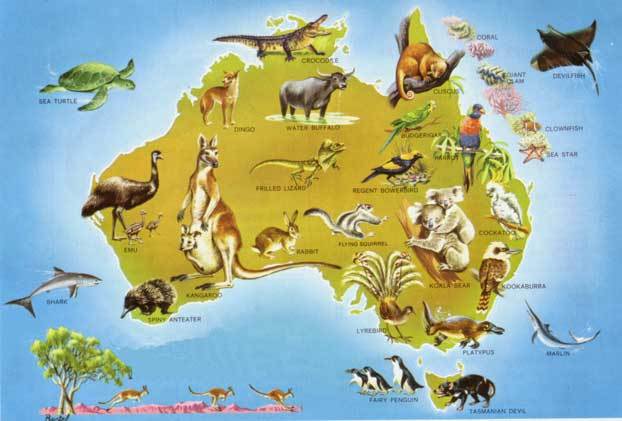 CROCODILE
CORAL
GIANT
CLAM
DEVILFISH
SEA TURTLE
CUSCUS
DINGO
WATER BUFFALO
BUDGERIGAR
CLOWNFISH
PARROT
SEA STAR
FRILLED LIZARD
REGENT BOWERBIRD
EMU
RABBIT
FLYING SQUIRREL
COCKATOO
KANGAROO
KOALA BEAR
KOOKABURRA
SHARK
SPINY ANTEATER
LYREBIRD
PLATYPUS
MARLIN
FAIRY PENGUIN
TASMANIAN DEVIL